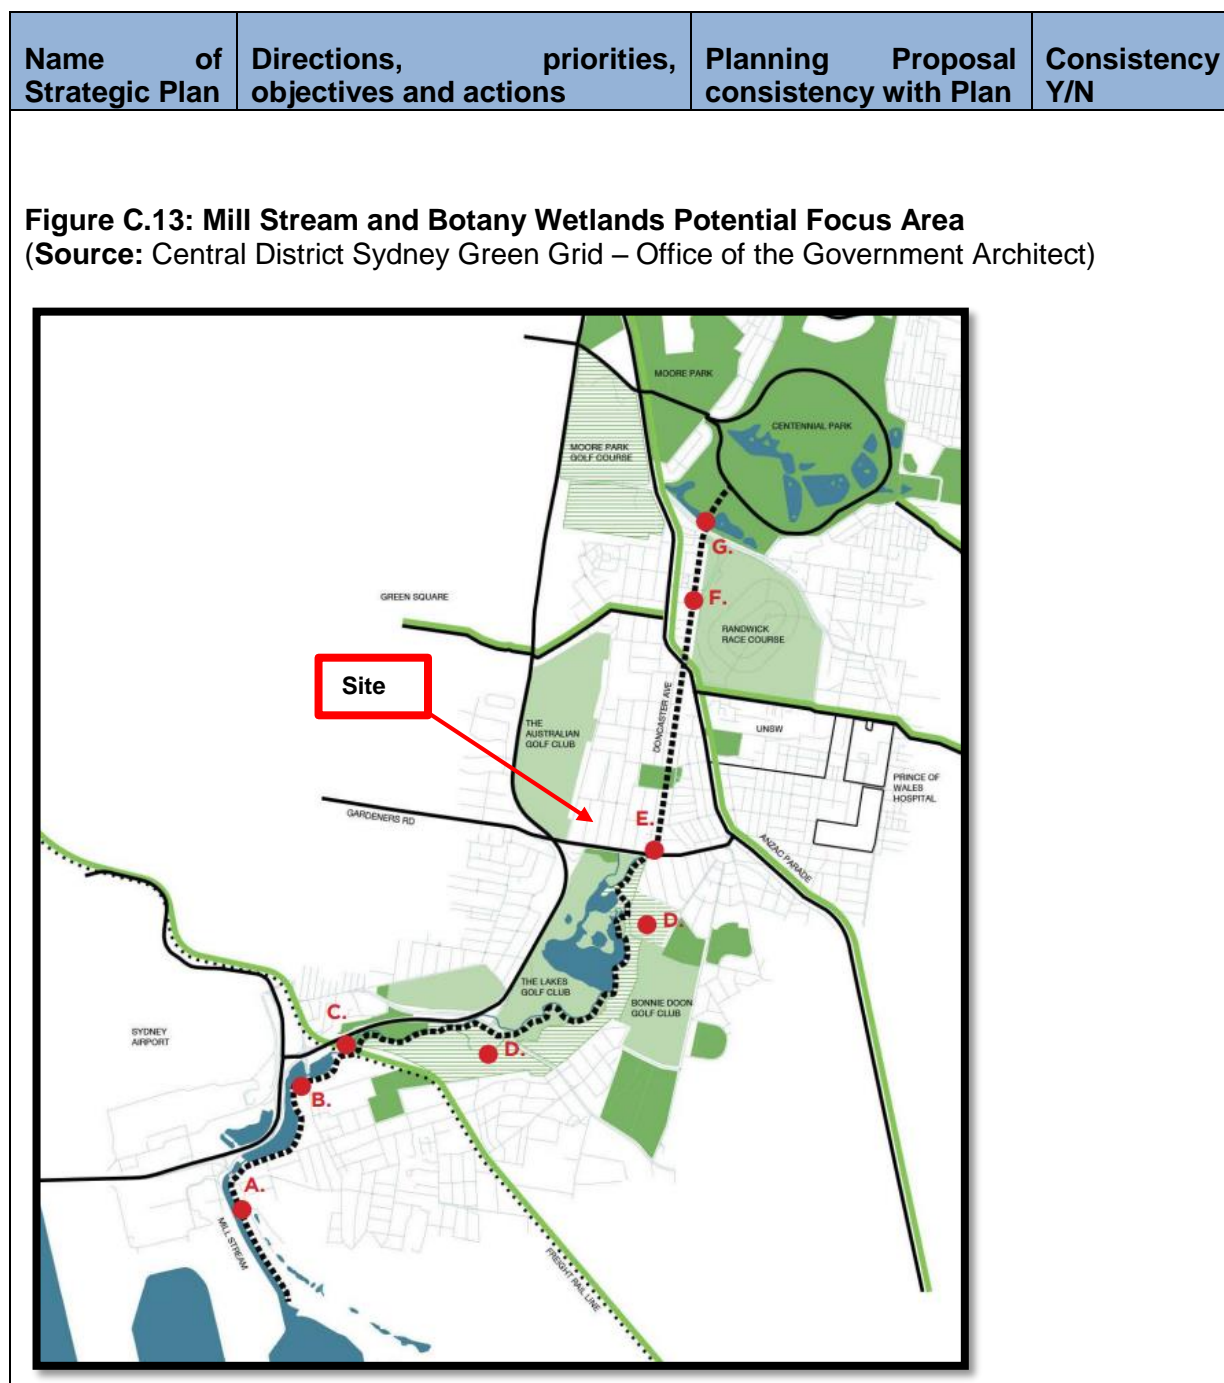 Name of
Strategic Plan
Directions, priorities,
objectives and actions
Planning Proposal
consistency with Plan
Consistency
Y/N
Figure C.13: Mill Stream and Botany Wetlands Potential Focus Area
(Source: Central District Sydney Green Grid – Office of the Government Architect)
MOORE PARK
CENTENNIAL PARK
MOORE PARK
GOLF COURSE
G.
F.
GREEN SQUARE
RANDWICK
RACE COURSE
Site
DONCASTER AVE
THE
AUSTRALIAN
GOLF CLUB
UNSW
PRINCE OF
WALES
HOSPITAL
GARDENERS RD
E.
ANZAC PARADE
D.
THE LAKES
GOLF CLUB
BONNIE DOON
GOLF CLUB
C.
SYDNEY
AIRPORT
D.
B.
A.
MILL STREAM
FREIGHT RAIL LINE